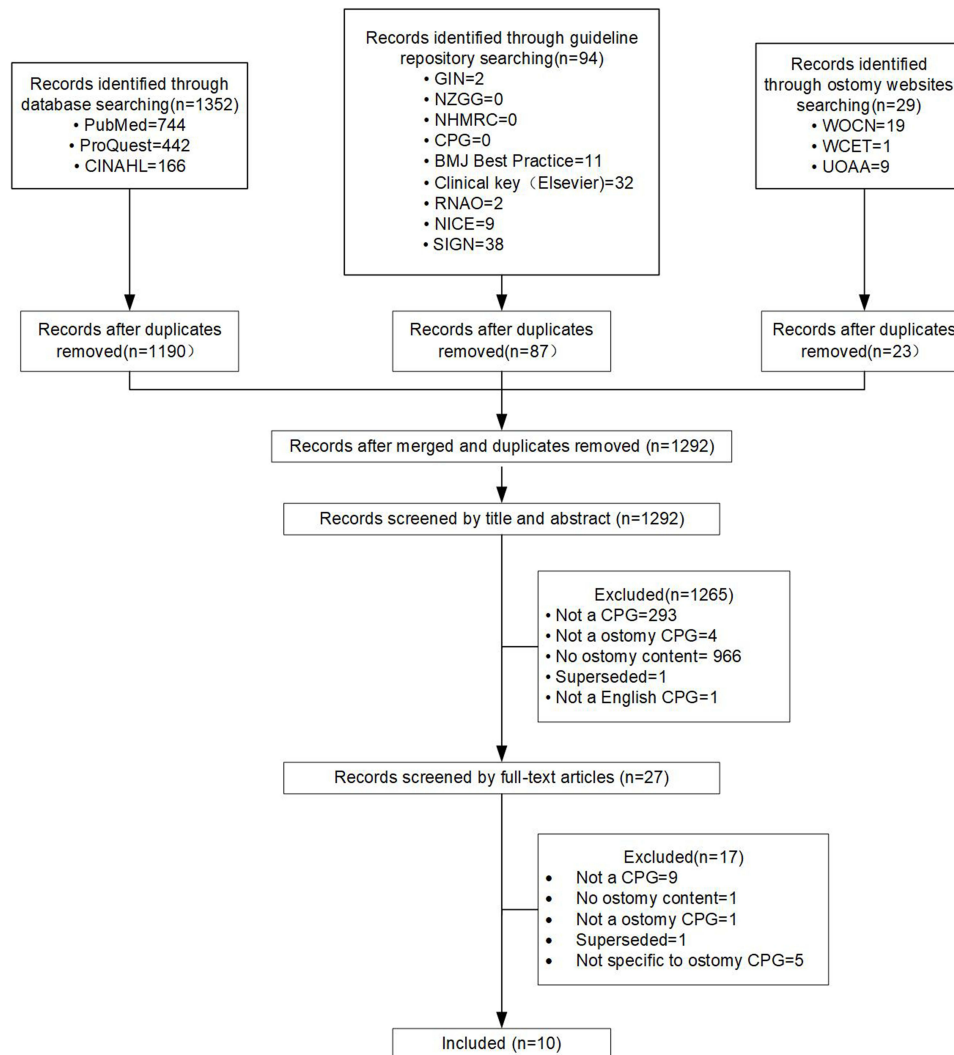 Records identified through
database searching(n=1352)
• PubMed=744
• ProQuest=442
• CINAHL=166
Records identified through guideline
repository searching(n=94)
• GIN=2
• NZGG=0
• NHMRC=0
• CPG=0
• BMJ Best Practice=11
• Clinical key（Elsevier)=32
• RNAO=2
• NICE=9
• SIGN=38
Records identified
through ostomy websites
searching(n=29)
• WOCN=19
• WCET=1
• UOAA=9
Records after duplicates
removed(n=1190）
Records after duplicates
removed(n=87）
Records after duplicates
removed(n=23）
Records after merged and duplicates removed (n=1292)
Records screened by title and abstract (n=1292)
Excluded(n=1265)
• Not a CPG=293
• Not a ostomy CPG=4
• No ostomy content= 966
• Superseded=1
• Not a English CPG=1
Records screened by full-text articles (n=27)
Excluded(n=17)
• Not a CPG=9
• No ostomy content=1
• Not a ostomy CPG=1
• Superseded=1
• Not specific to ostomy CPG=5
Included (n=10)